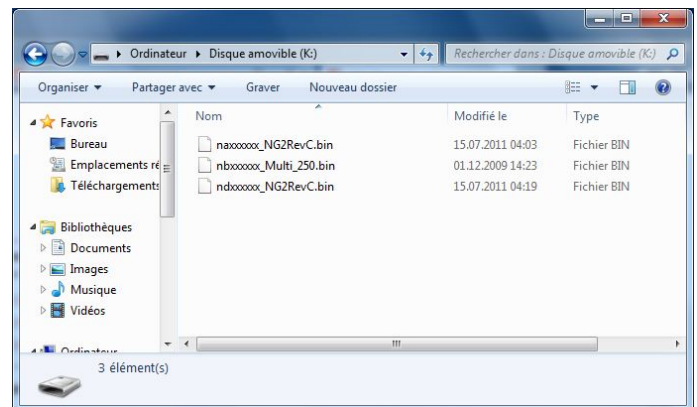 Ordinateur ▸ Disque amovible (K:)
Rechercher dans : Disque amovible (K:)
Organiser
Partager avec
Graver
Nouveau dossier
Favoris
Bureau
Emplacements ré
Téléchargements
Bibliothèques
Documents
Images
Musique
Vidéos
Ordinateur
Nom
Modifié le
Type
naxxxxxx_NG2RevC.bin
15.07.2011 04:03
Fichier BIN
nbxxxxxx_Multi_250.bin
01.12.2009 14:23
Fichier BIN
ndxxxxxx_NG2RevC.bin
15.07.2011 04:19
Fichier BIN
3 élément(s)